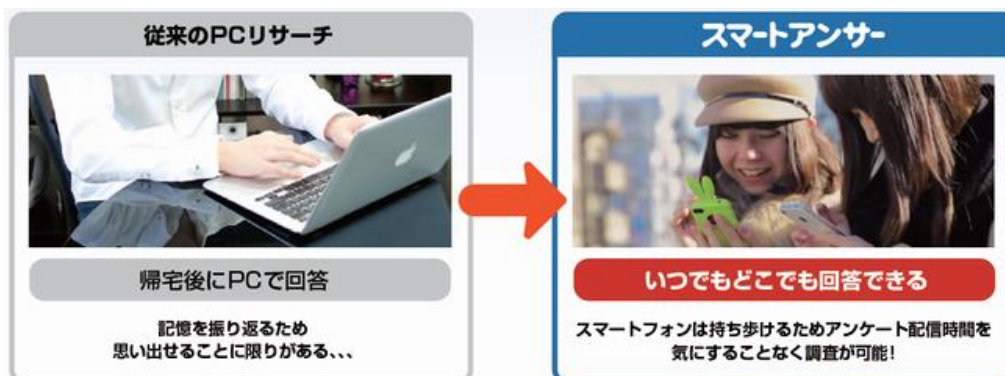 従来のPCリサーチ
帰宅後にPCで回答
記憶を振り返るため
思い出せることに限りがある、、、
スマートアンサー
いつでもどこでも回答できる
スマートフォンは持ち歩けるためアンケート配信時間を
気にすることなく調査が可能!